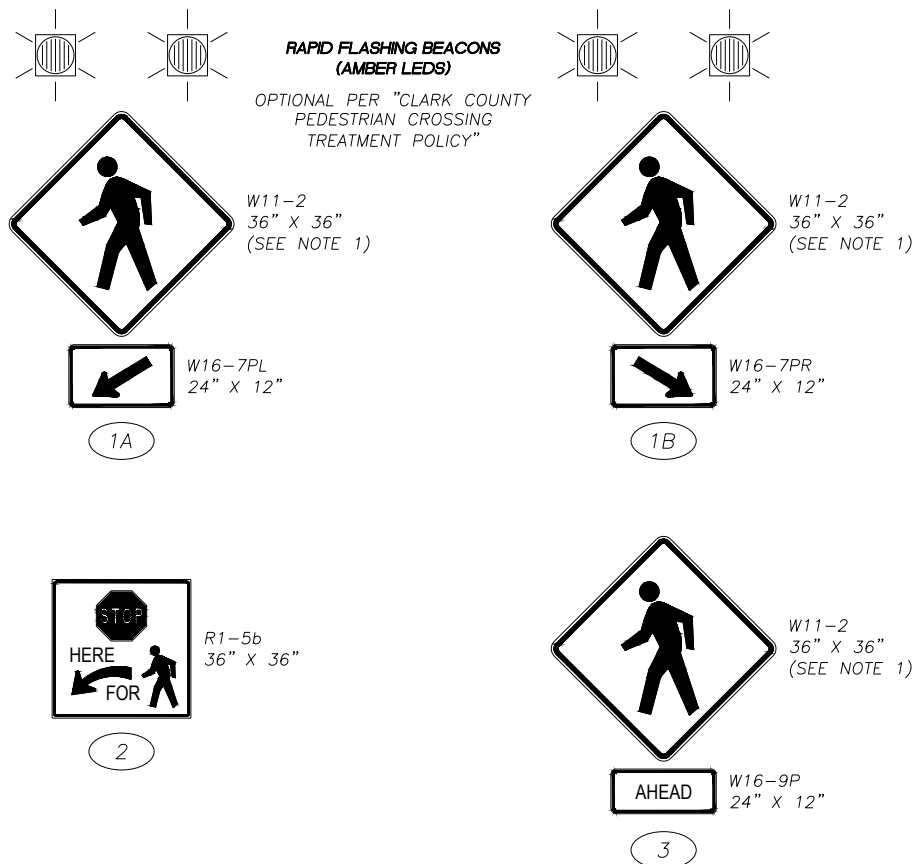 RAPID FLASHING BEACONS
(AMBER LEDS)
OPTIONAL PER "CLARK COUNTY
PEDESTRIAN CROSSING
TREATMENT POLICY"
W11-2
36" X 36"
(SEE NOTE 1)
W16-7PL
24" X 12"
1A
W11-2
36" X 36"
(SEE NOTE 1)
W16-7PR
24" X 12"
1B
STOP
HERE
FOR
R1-5b
36" X 36"
2
W11-2
36" X 36"
(SEE NOTE 1)
AHEAD
W16-9P
24" X 12"
3